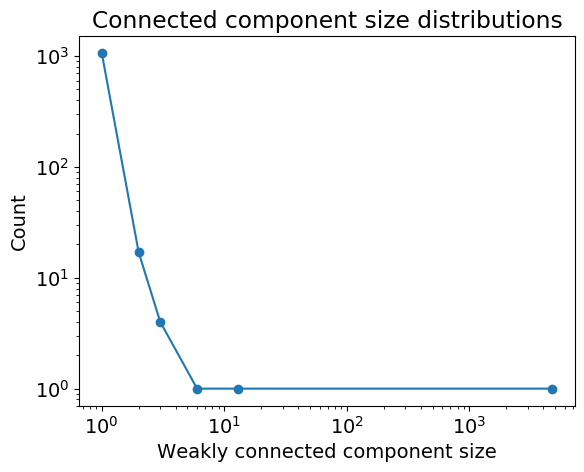 Connected component size distributions
10³
10²
10¹
10⁰
Count
10⁰ 10¹ 10² 10³
Weakly connected component size